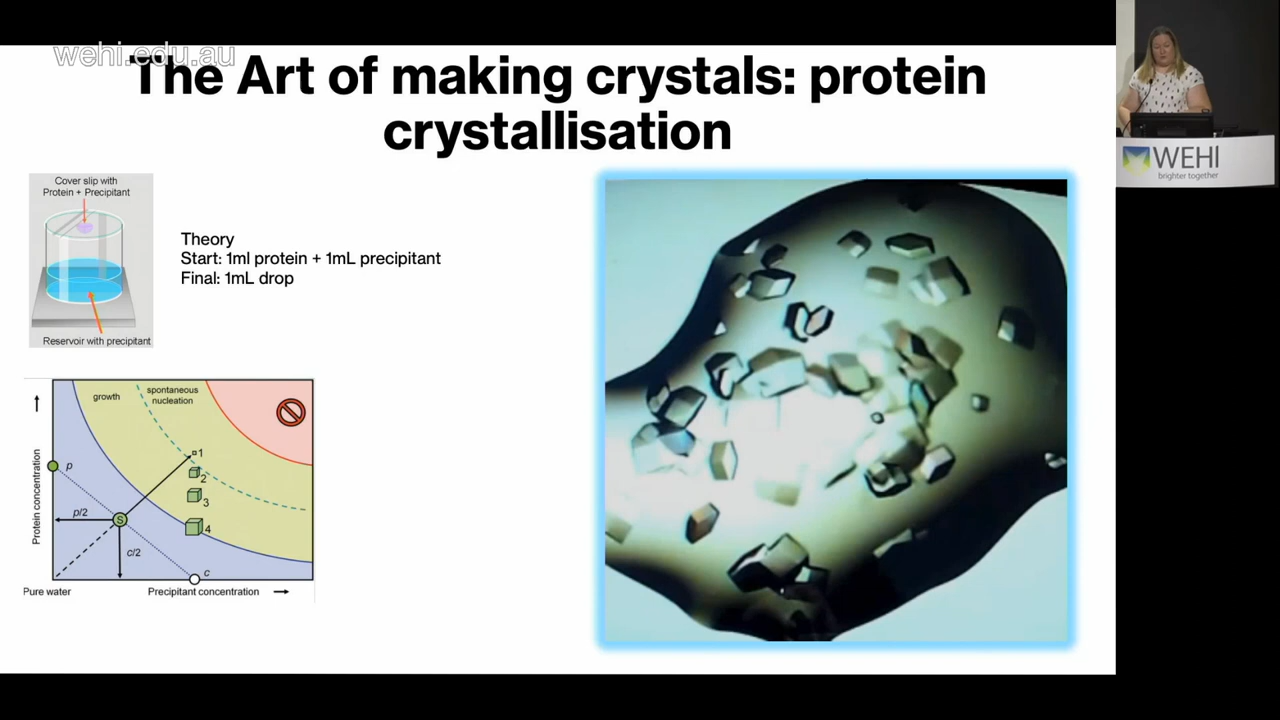 wehi.edu.au
The Art of making crystals: protein
crystallisation
WEHI
brighter together
Cover slip with
Protein + Precipitant
Reservoir with precipitant
Theory
Start: 1ml protein + 1mL precipitant
Final: 1mL drop
growth
spontaneous
nucleation
Protein concentration
p
1
2
3
4
p/2
S
c/2
c
Pure water
Precipitant concentration